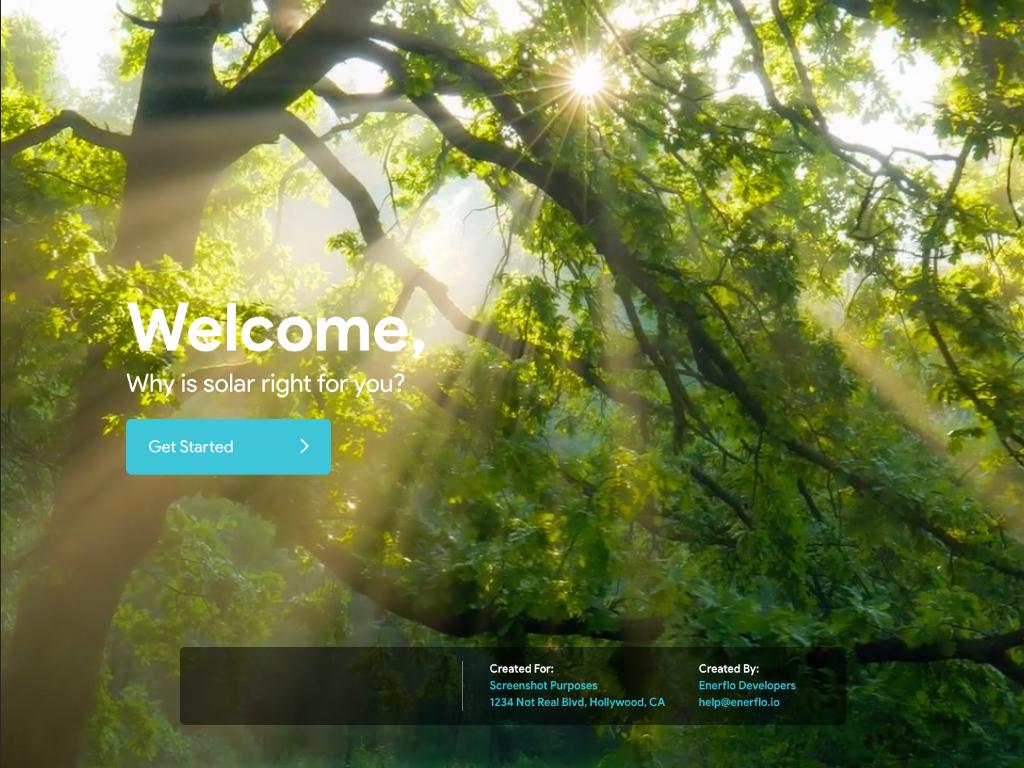 Welcome,
Why is solar right for you?
Get Started
Created For:
Screenshot Purposes
1234 Not Real Blvd, Hollywood, CA
Created By:
Enerflo Developers
help@enerflo.io